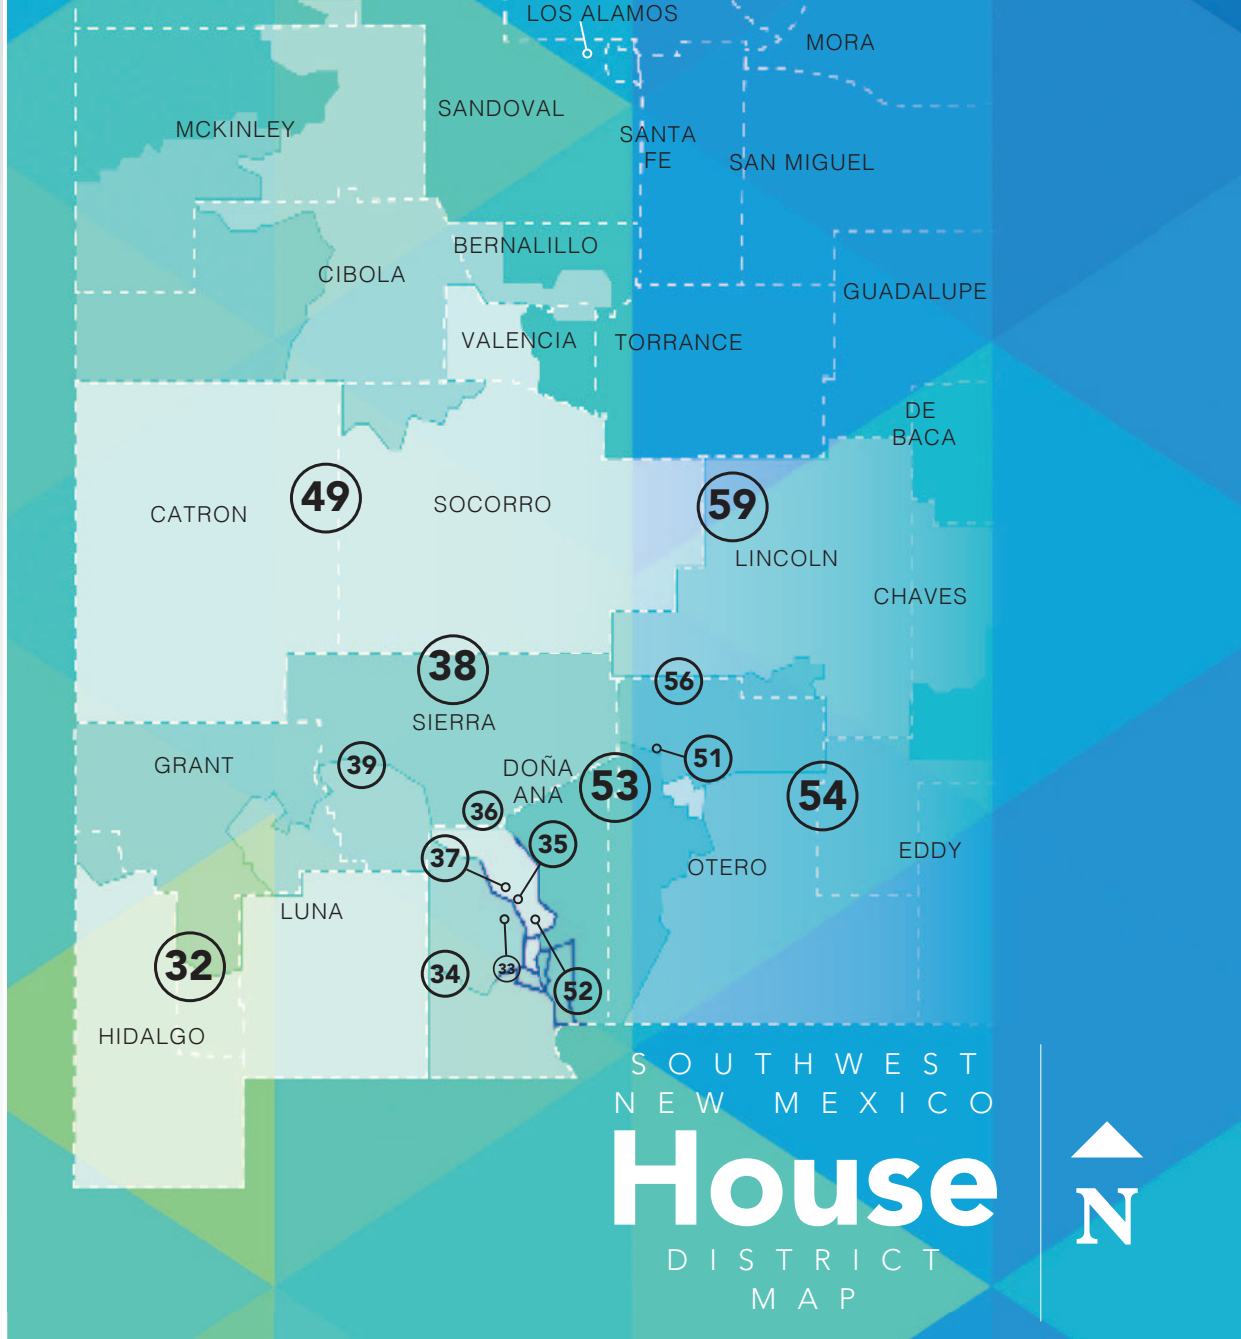 LOS ALAMOS
MORA
SANDOVAL
MCKINLEY
SANTA
FE
SAN MIGUEL
BERNALILLO
CIBOLA
GUADALUPE
VALENCIA
TORRANCE
DE
BACA
49
59
CATRON
SOCORRO
LINCOLN
CHAVES
38
56
SIERRA
GRANT
39
DOÑA
ANA
53
51
54
36
35
37
OTERO
EDDY
LUNA
32
34
33
52
HIDALGO
SOUTHWEST
NEW MEXICO
House
DISTRICT
MAP
N